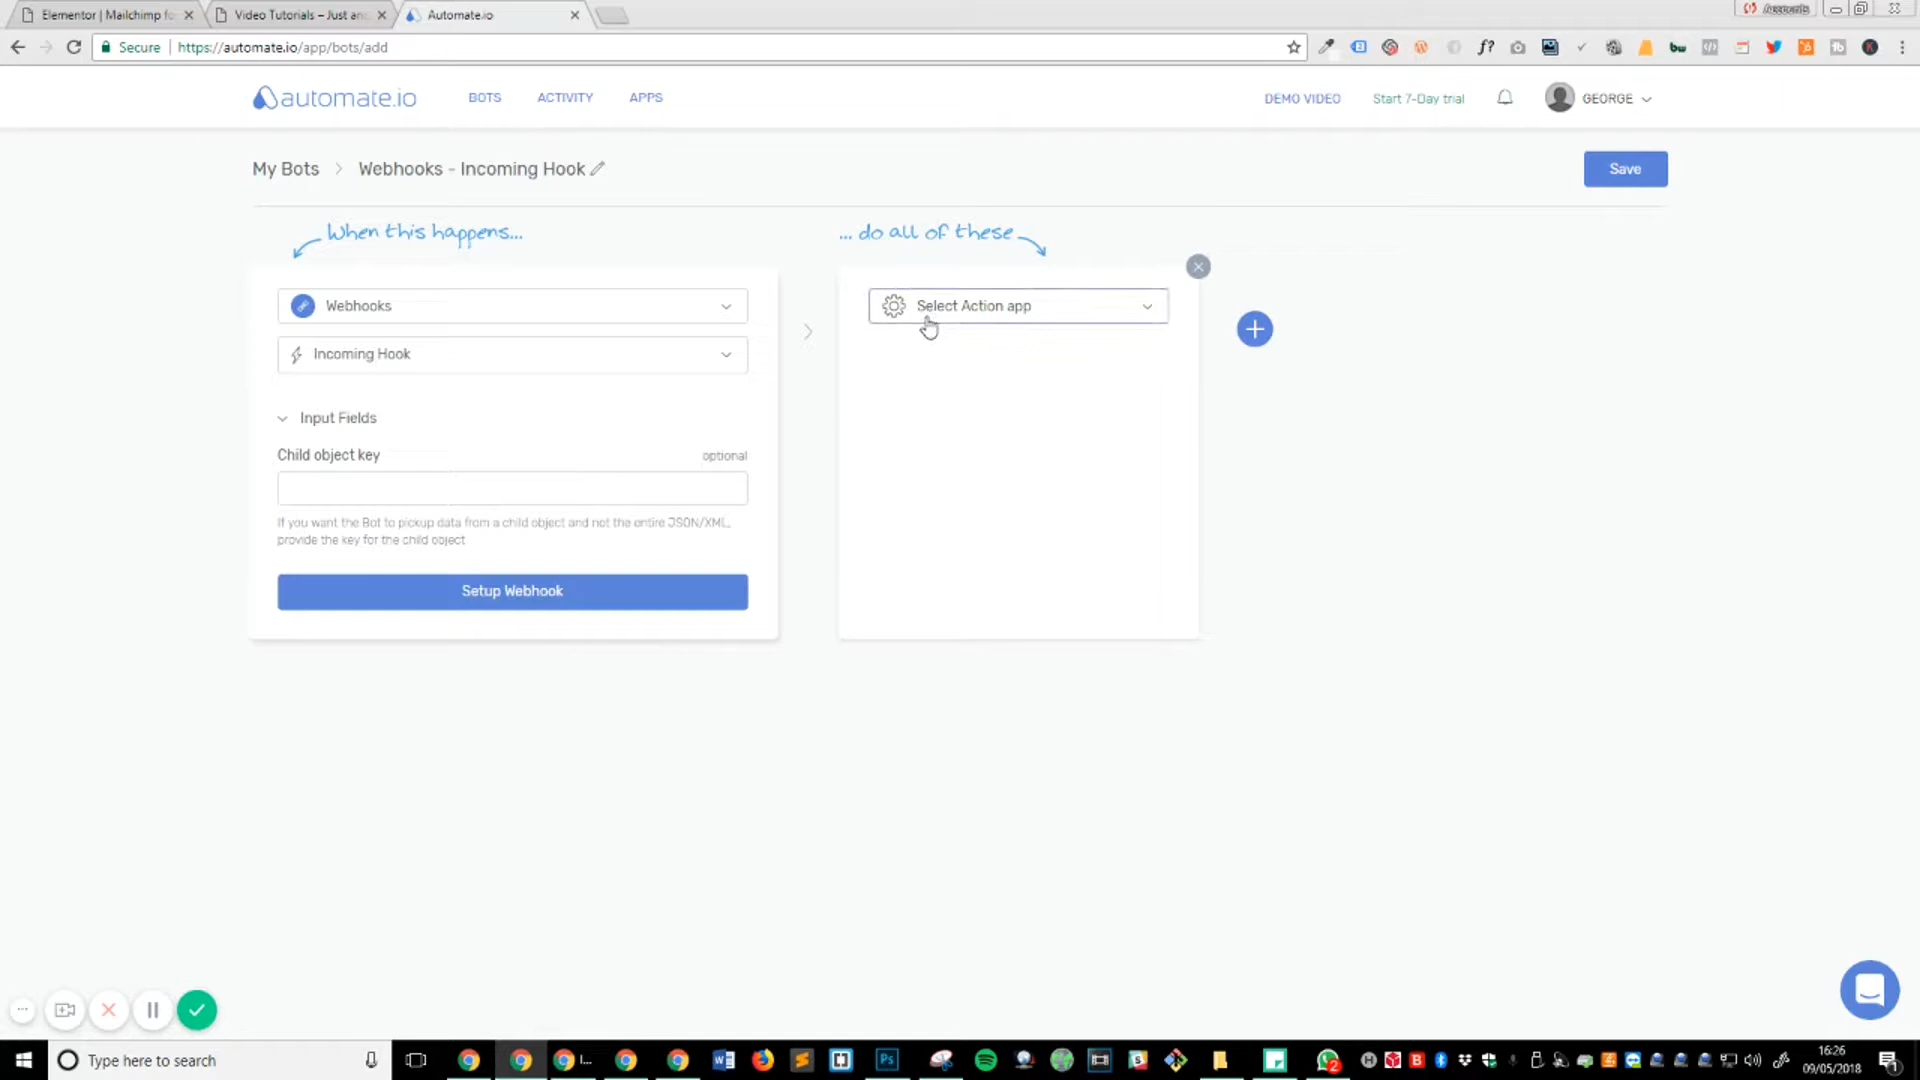 Elementor | Mailchimp fo
Video Tutorials – Just an
Automate.io
Accounts
Secure
https://automate.io/app/bots/add
automate.io
BOTS
ACTIVITY
APPS
DEMO VIDEO
Start 7-Day trial
GEORGE
My Bots > Webhooks - Incoming Hook
Save
When this happens...
... do all of these
Webhooks
Select Action app
Incoming Hook
Input Fields
Child object key
optional
If you want the Bot to pickup data from a child object and not the entire JSON/XML,
provide the key for the child object
Setup Webhook
Type here to search
16:26
09/05/2018